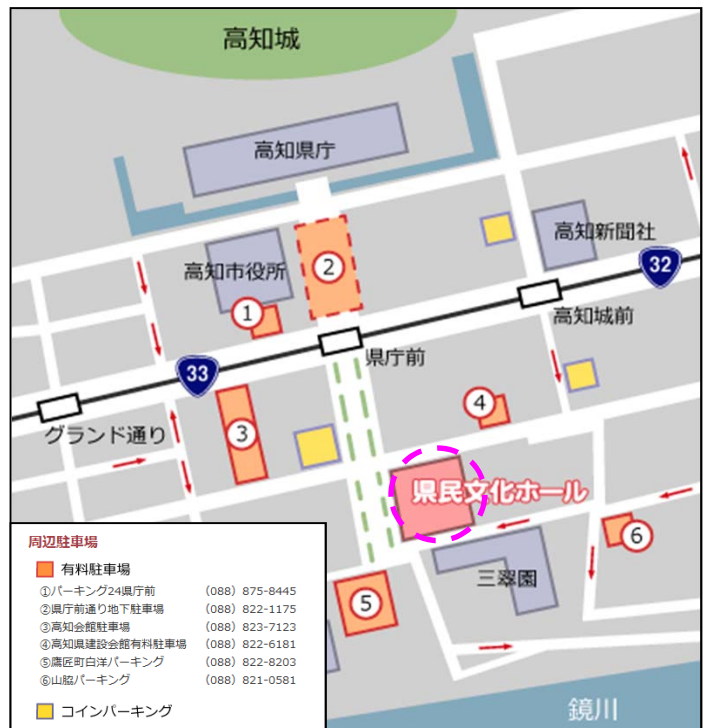 高知城
高知県庁
高知新聞社
高知市役所
②
32
①
高知城前
県庁前
33
④
グランド通り
③
県民文化ホール
⑥
三翠園
⑤
鏡川
周辺駐車場
有料駐車場
①パーキング24県庁前 (088) 875-8445
②県庁前通り地下駐車場 (088) 822-1175
③高知会館駐車場 (088) 823-7123
④高知県建設会館有料駐車場 (088) 822-6181
⑤鷹匠町白洋パーキング (088) 822-8203
⑥山脇パーキング (088) 821-0581
コインパーキング